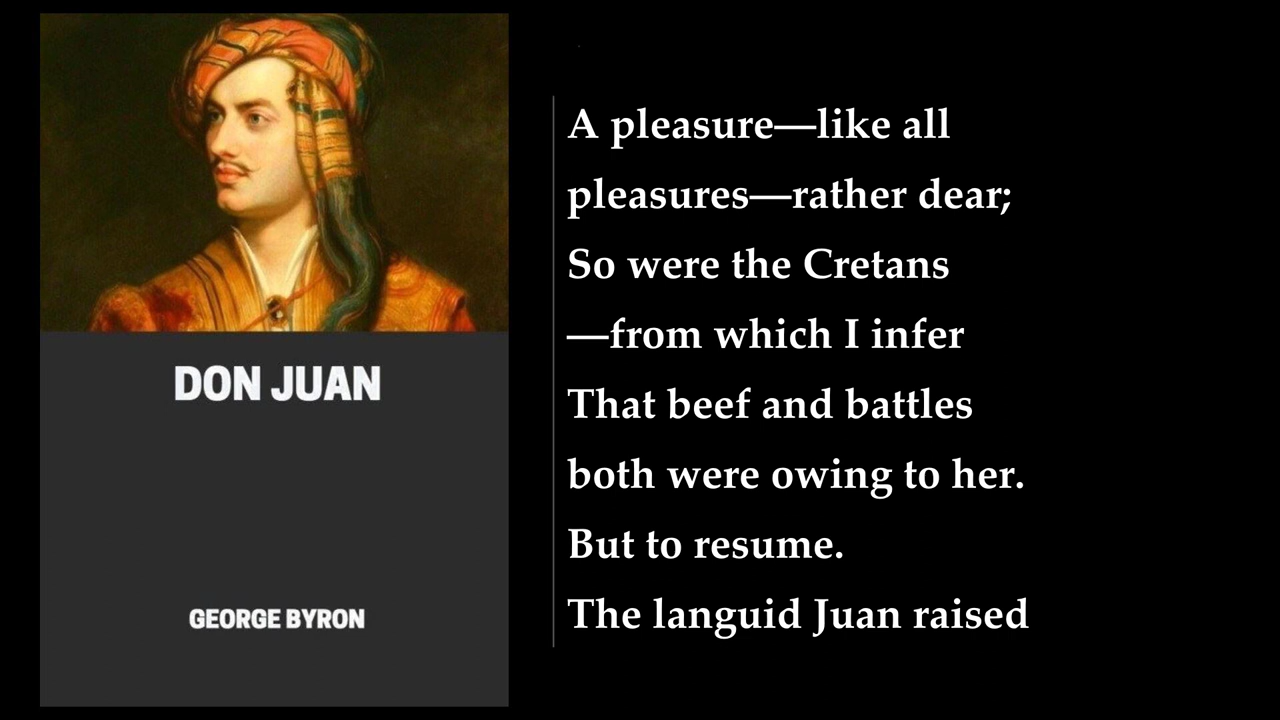 DON JUAN
GEORGE BYRON
A pleasure—like all
pleasures—rather dear;
So were the Cretans
—from which I infer
That beef and battles
both were owing to her.
But to resume.
The languid Juan raised